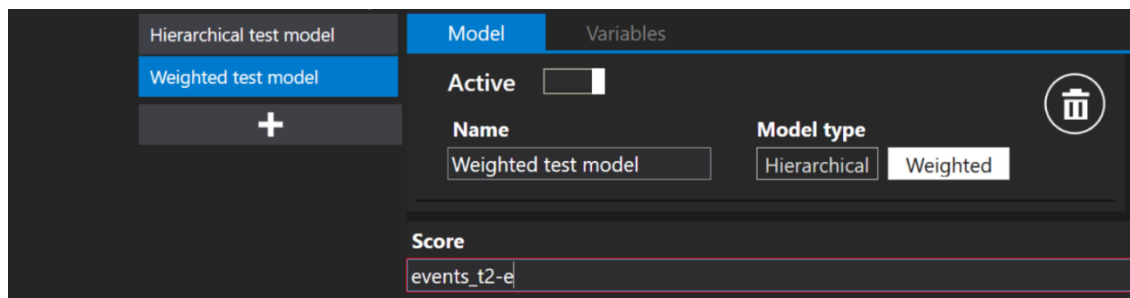 Hierarchical test model
Weighted test model
+
Model Variables
Active
Name Model type
Weighted test model Hierarchical Weighted
Score
events_t2-e